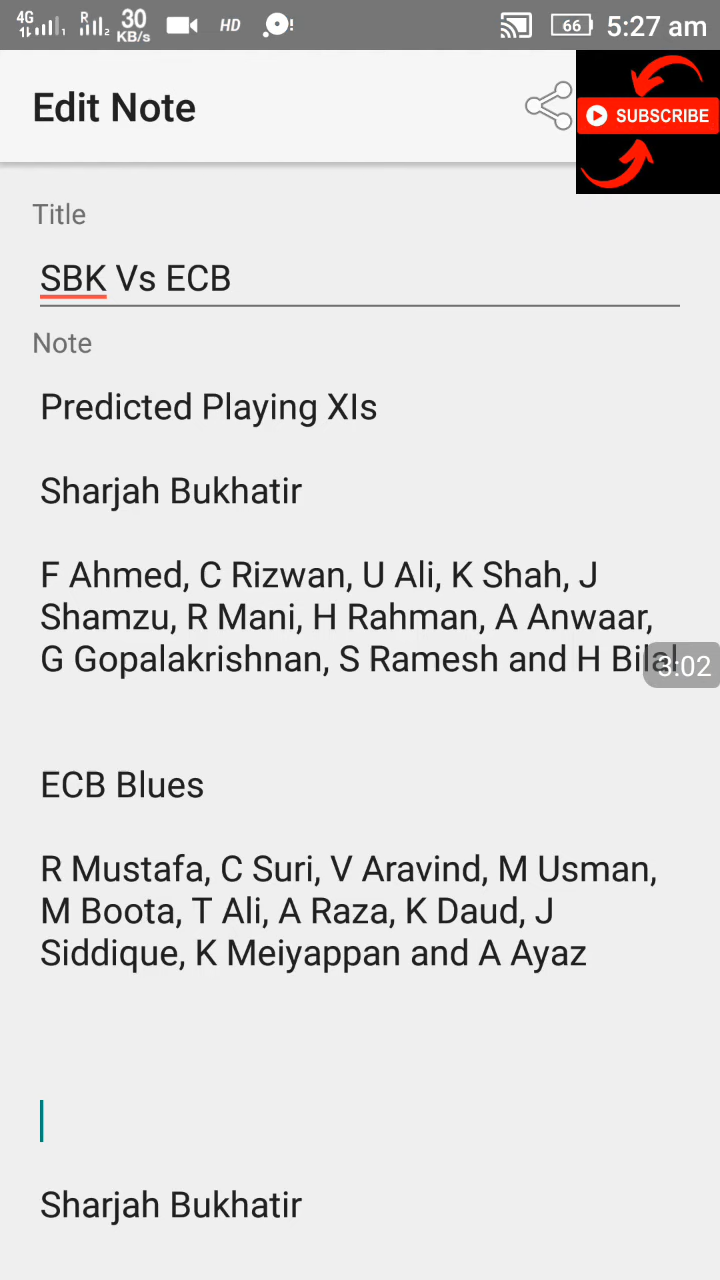 4G R 30 KB/s HD 66 5:27 am
Edit Note
SUBSCRIBE
Title
SBK Vs ECB
Note
Predicted Playing XIs
Sharjah Bukhatir
F Ahmed, C Rizwan, U Ali, K Shah, J
Shamzu, R Mani, H Rahman, A Anwaar,
G Gopalakrishnan, S Ramesh and H Bilal
3:02
ECB Blues
R Mustafa, C Suri, V Aravind, M Usman,
M Boota, T Ali, A Raza, K Daud, J
Siddique, K Meiyappan and A Ayaz
Sharjah Bukhatir